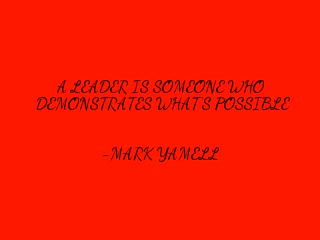 A LEADER IS SOMEONE WHO
DEMONSTRATES WHAT'S POSSIBLE
-MARK YAMELL